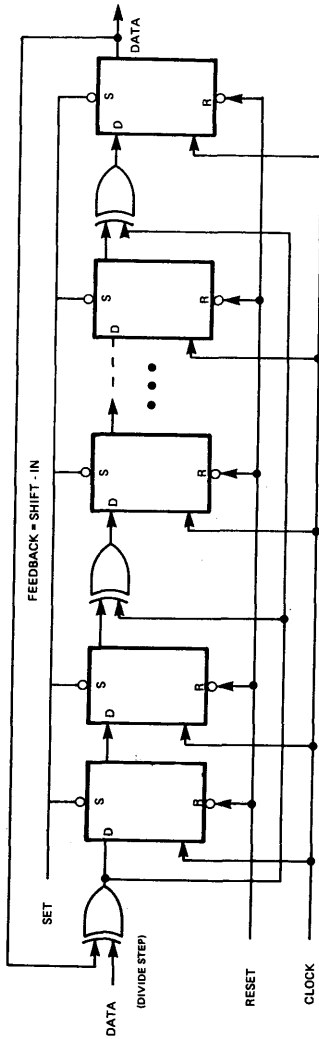 FEEDBACK = SHIFT - IN
SET
DATA
(DIVIDE STEP)
D
S
R
D
S
R
D
S
R
D
S
R
D
S
R
DATA
RESET
CLOCK